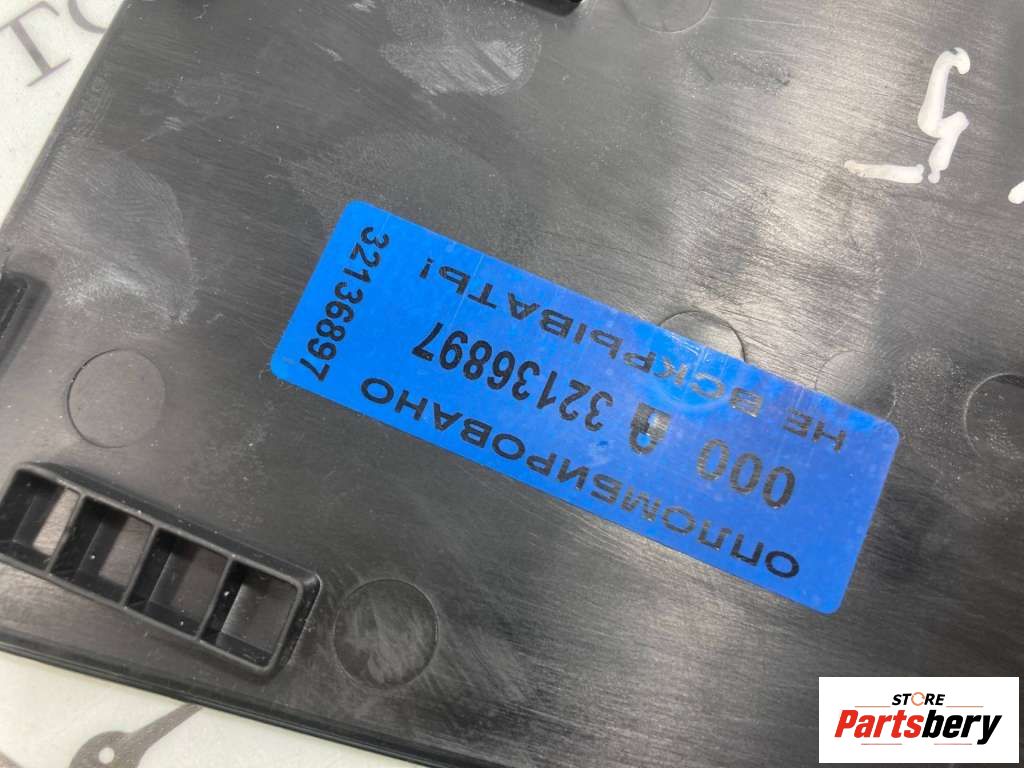 ОПЛОМБИРОВАНО
000 32136897
НЕ ВСКРЫВАТЬ!
32136897
STORE
Partsbery